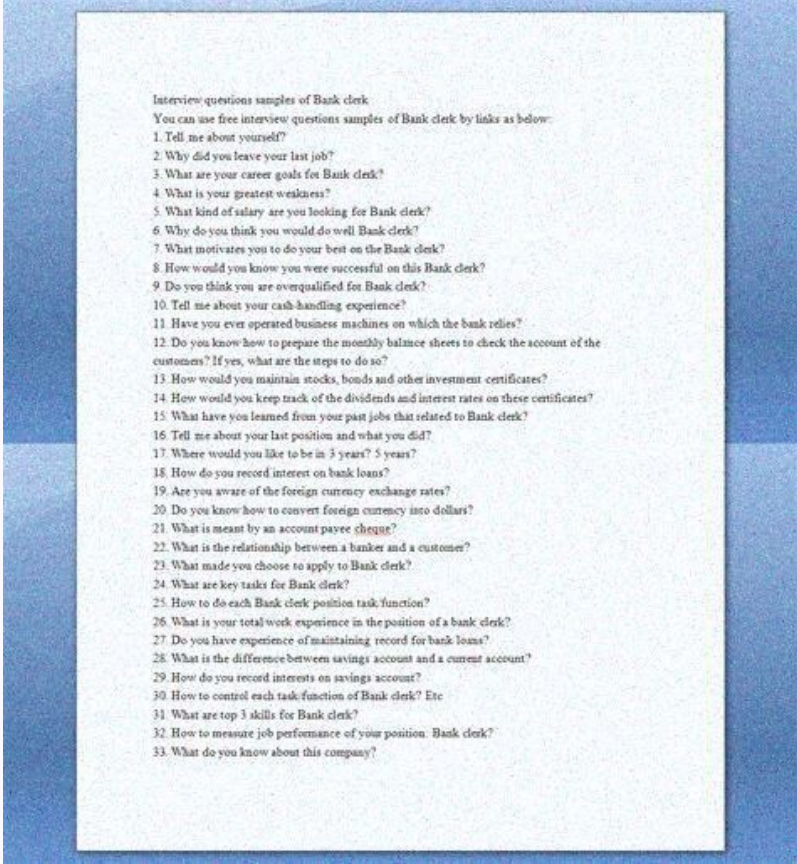 Interview questions samples of Bank clerk
You can use free interview questions samples of Bank clerk by links as below:
1. Tell me about yourself?
2. Why did you leave your last job?
3. What are your career goals for Bank clerk?
4. What is your greatest weakness?
5. What kind of salary are you looking for Bank clerk?
6. Why do you think you would do well Bank clerk?
7. What motivates you to do your best on the Bank clerk?
8. How would you know you were successful on this Bank clerk?
9. Do you think you are overqualified for Bank clerk?
10. Tell me about your cash-handling experience?
11. Have you ever operated business machines on which the bank relies?
12. Do you know how to prepare the monthly balance sheets to check the account of the
customers? If yes, what are the steps to do so?
13. How would you maintain stocks, bonds and other investment certificates?
14. How would you keep track of the dividends and interest rates on these certificates?
15. What have you learned from your past jobs that related to Bank clerk?
16. Tell me about your last position and what you did?
17. Where would you like to be in 3 years? 5 years?
18. How do you record interest on bank loans?
19. Are you aware of the foreign currency exchange rates?
20. Do you know how to convert foreign currency into dollars?
21. What is meant by an account payee cheque?
22. What is the relationship between a banker and a customer?
23. What made you choose to apply to Bank clerk?
24. What are key tasks for Bank clerk?
25. How to do each Bank clerk position task/function?
26. What is your total work experience in the position of a bank clerk?
27. Do you have experience of maintaining record for bank loans?
28. What is the difference between savings account and a current account?
29. How do you record interests on savings account?
30. How to control each task/function of Bank clerk? Etc
31. What are top 3 skills for Bank clerk?
32. How to measure job performance of your position: Bank clerk?
33. What do you know about this company?